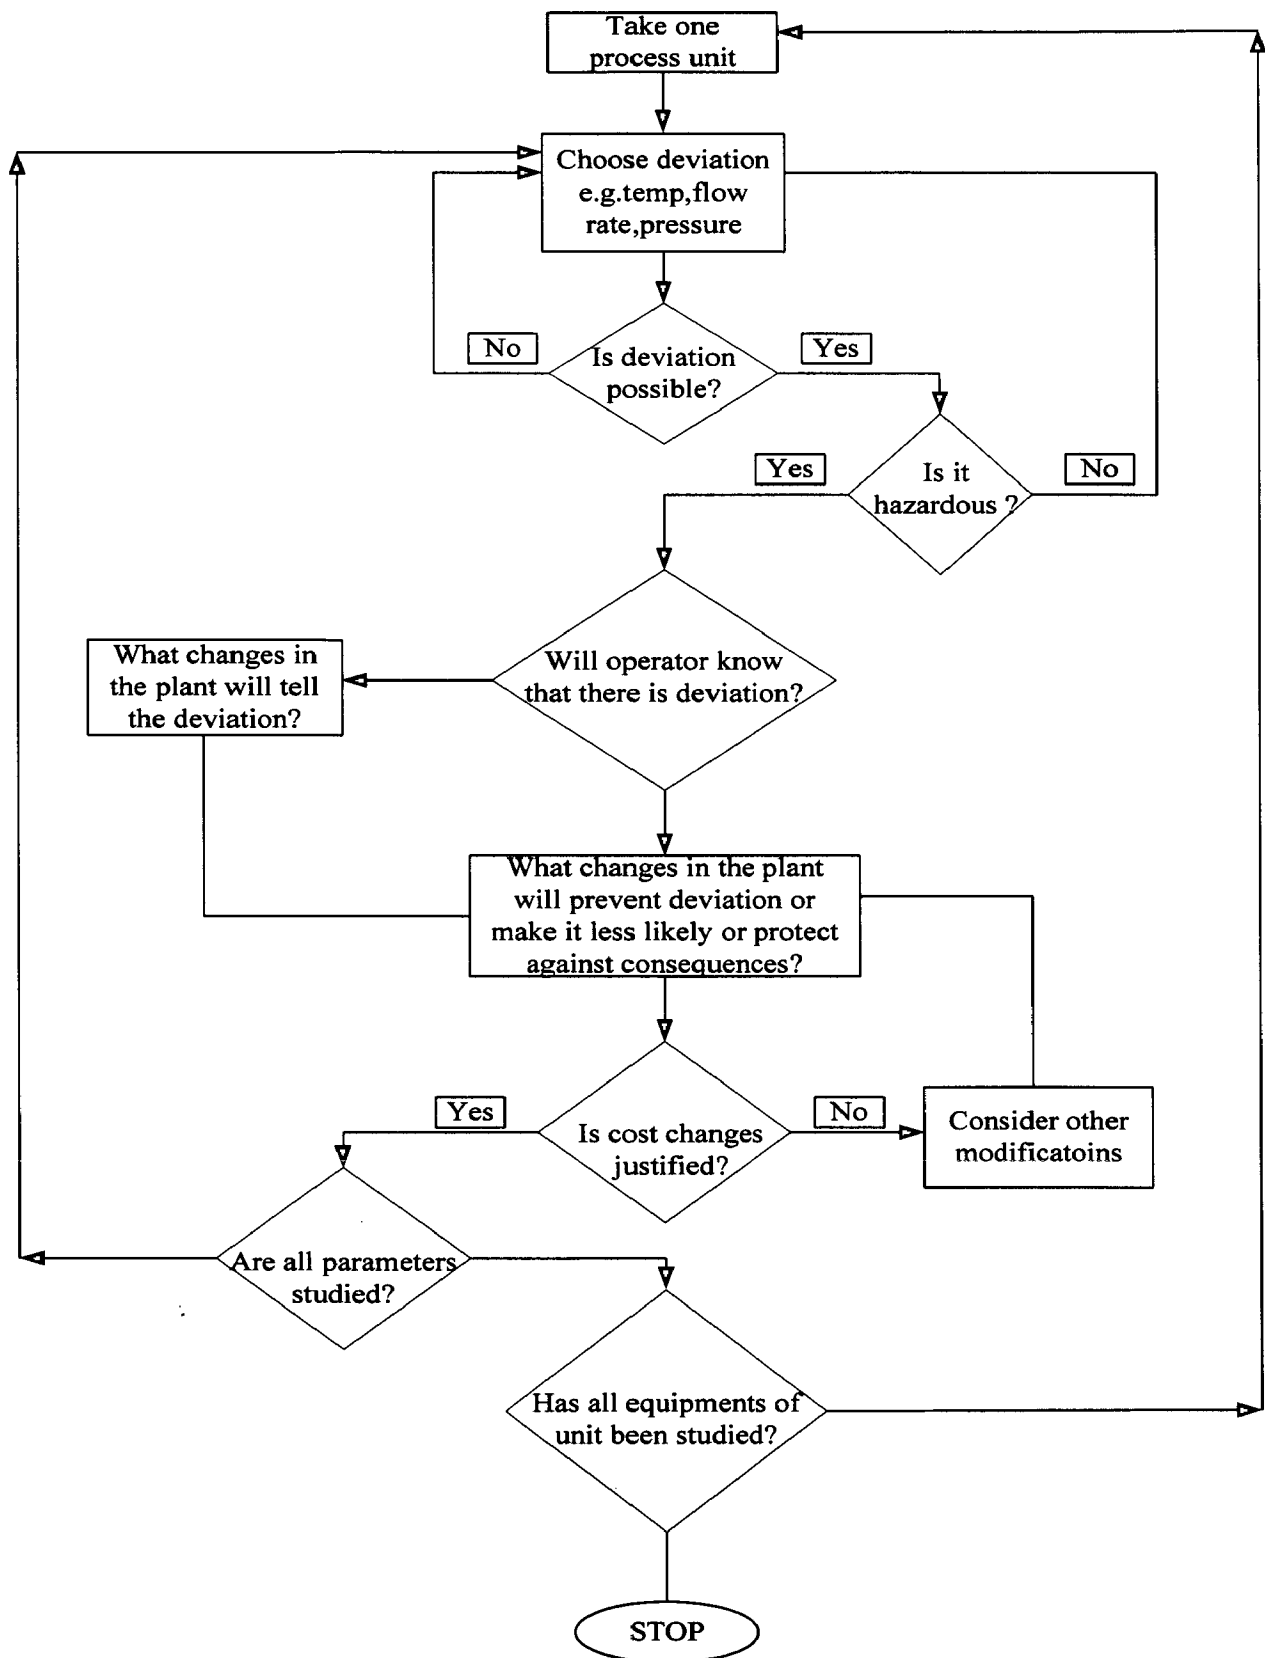 Take one
process unit
Choose deviation
e.g.temp,flow
rate,pressure
No
Is deviation
possible?
Yes
Yes
Is it
hazardous ?
No
What changes in
the plant will tell
the deviation?
Will operator know
that there is deviation?
What changes in the plant
will prevent deviation or
make it less likely or protect
against consequences?
Yes
Is cost changes
justified?
No
Consider other
modificatoins
Are all parameters
studied?
Has all equipments of
unit been studied?
STOP